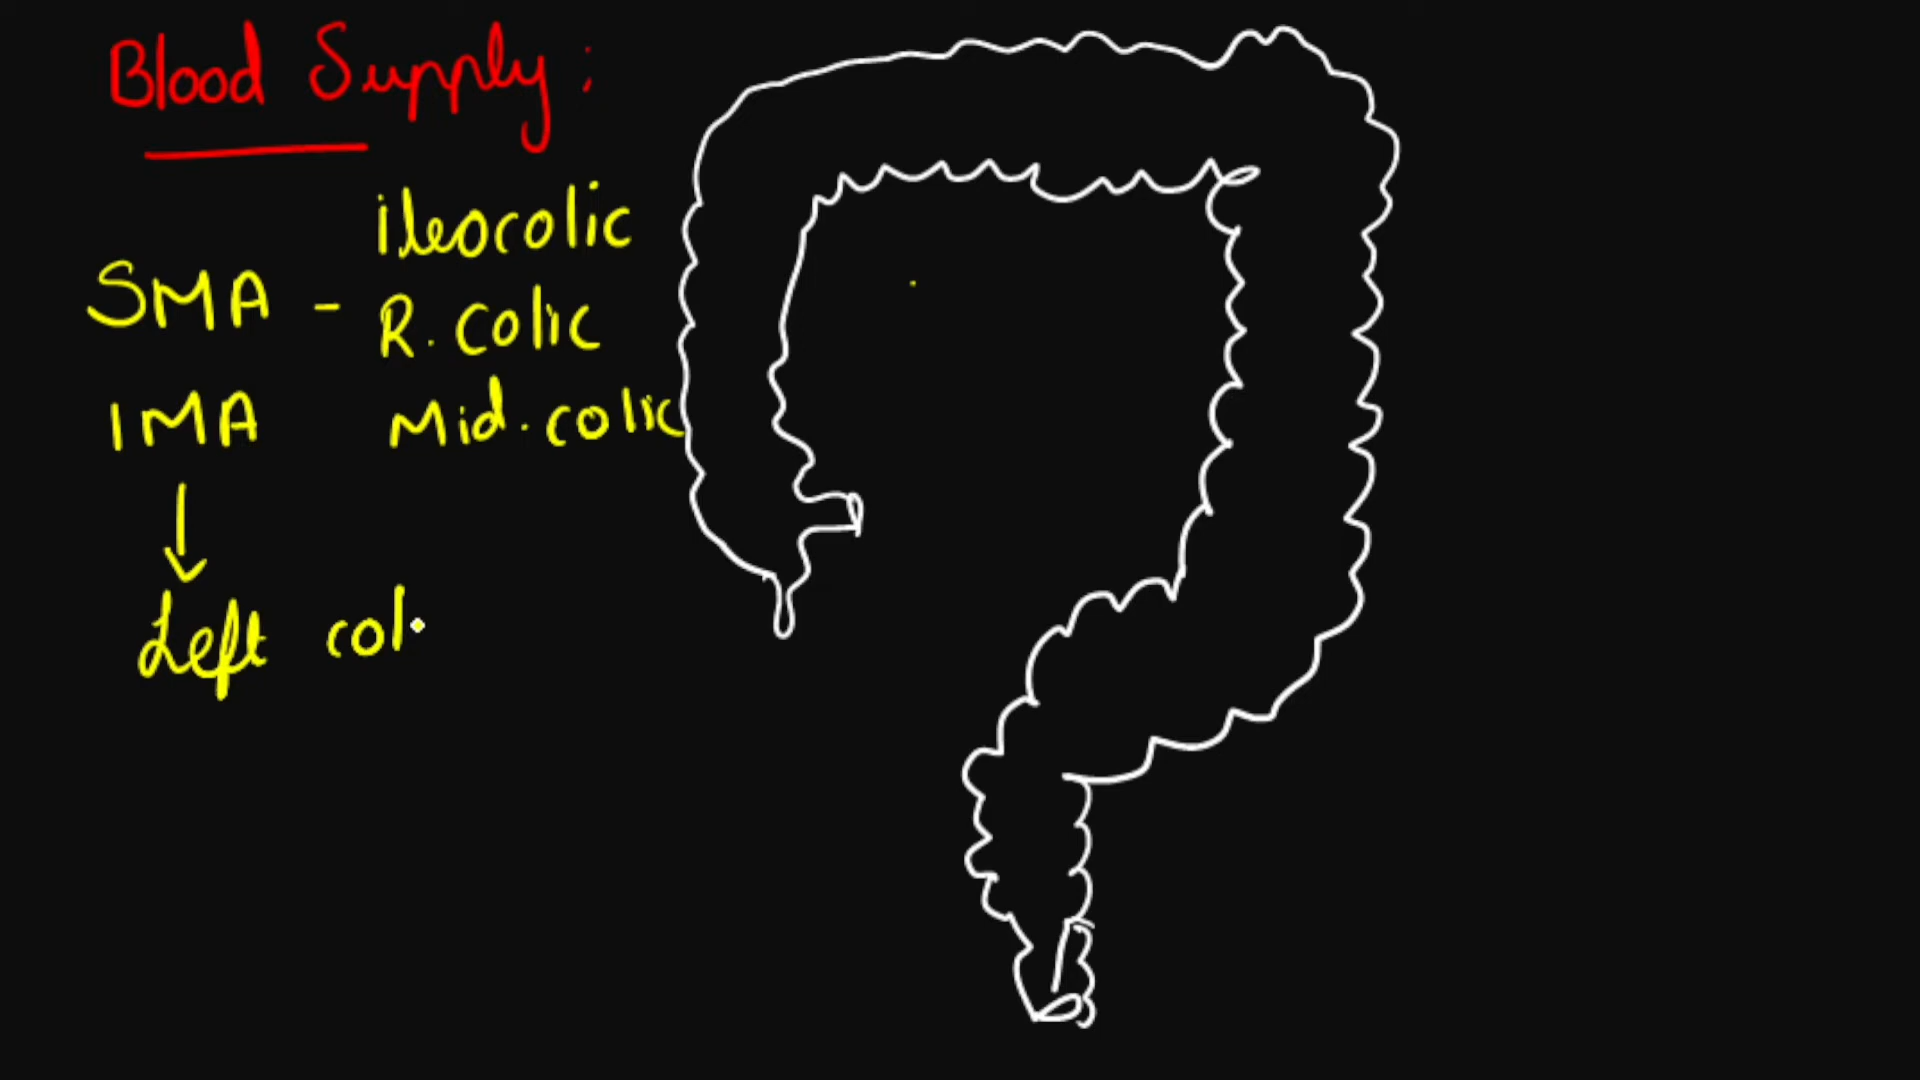 Blood Supply:
ileocolic
SMA - R. Colic
IMA Mid. colic
↓
Left col